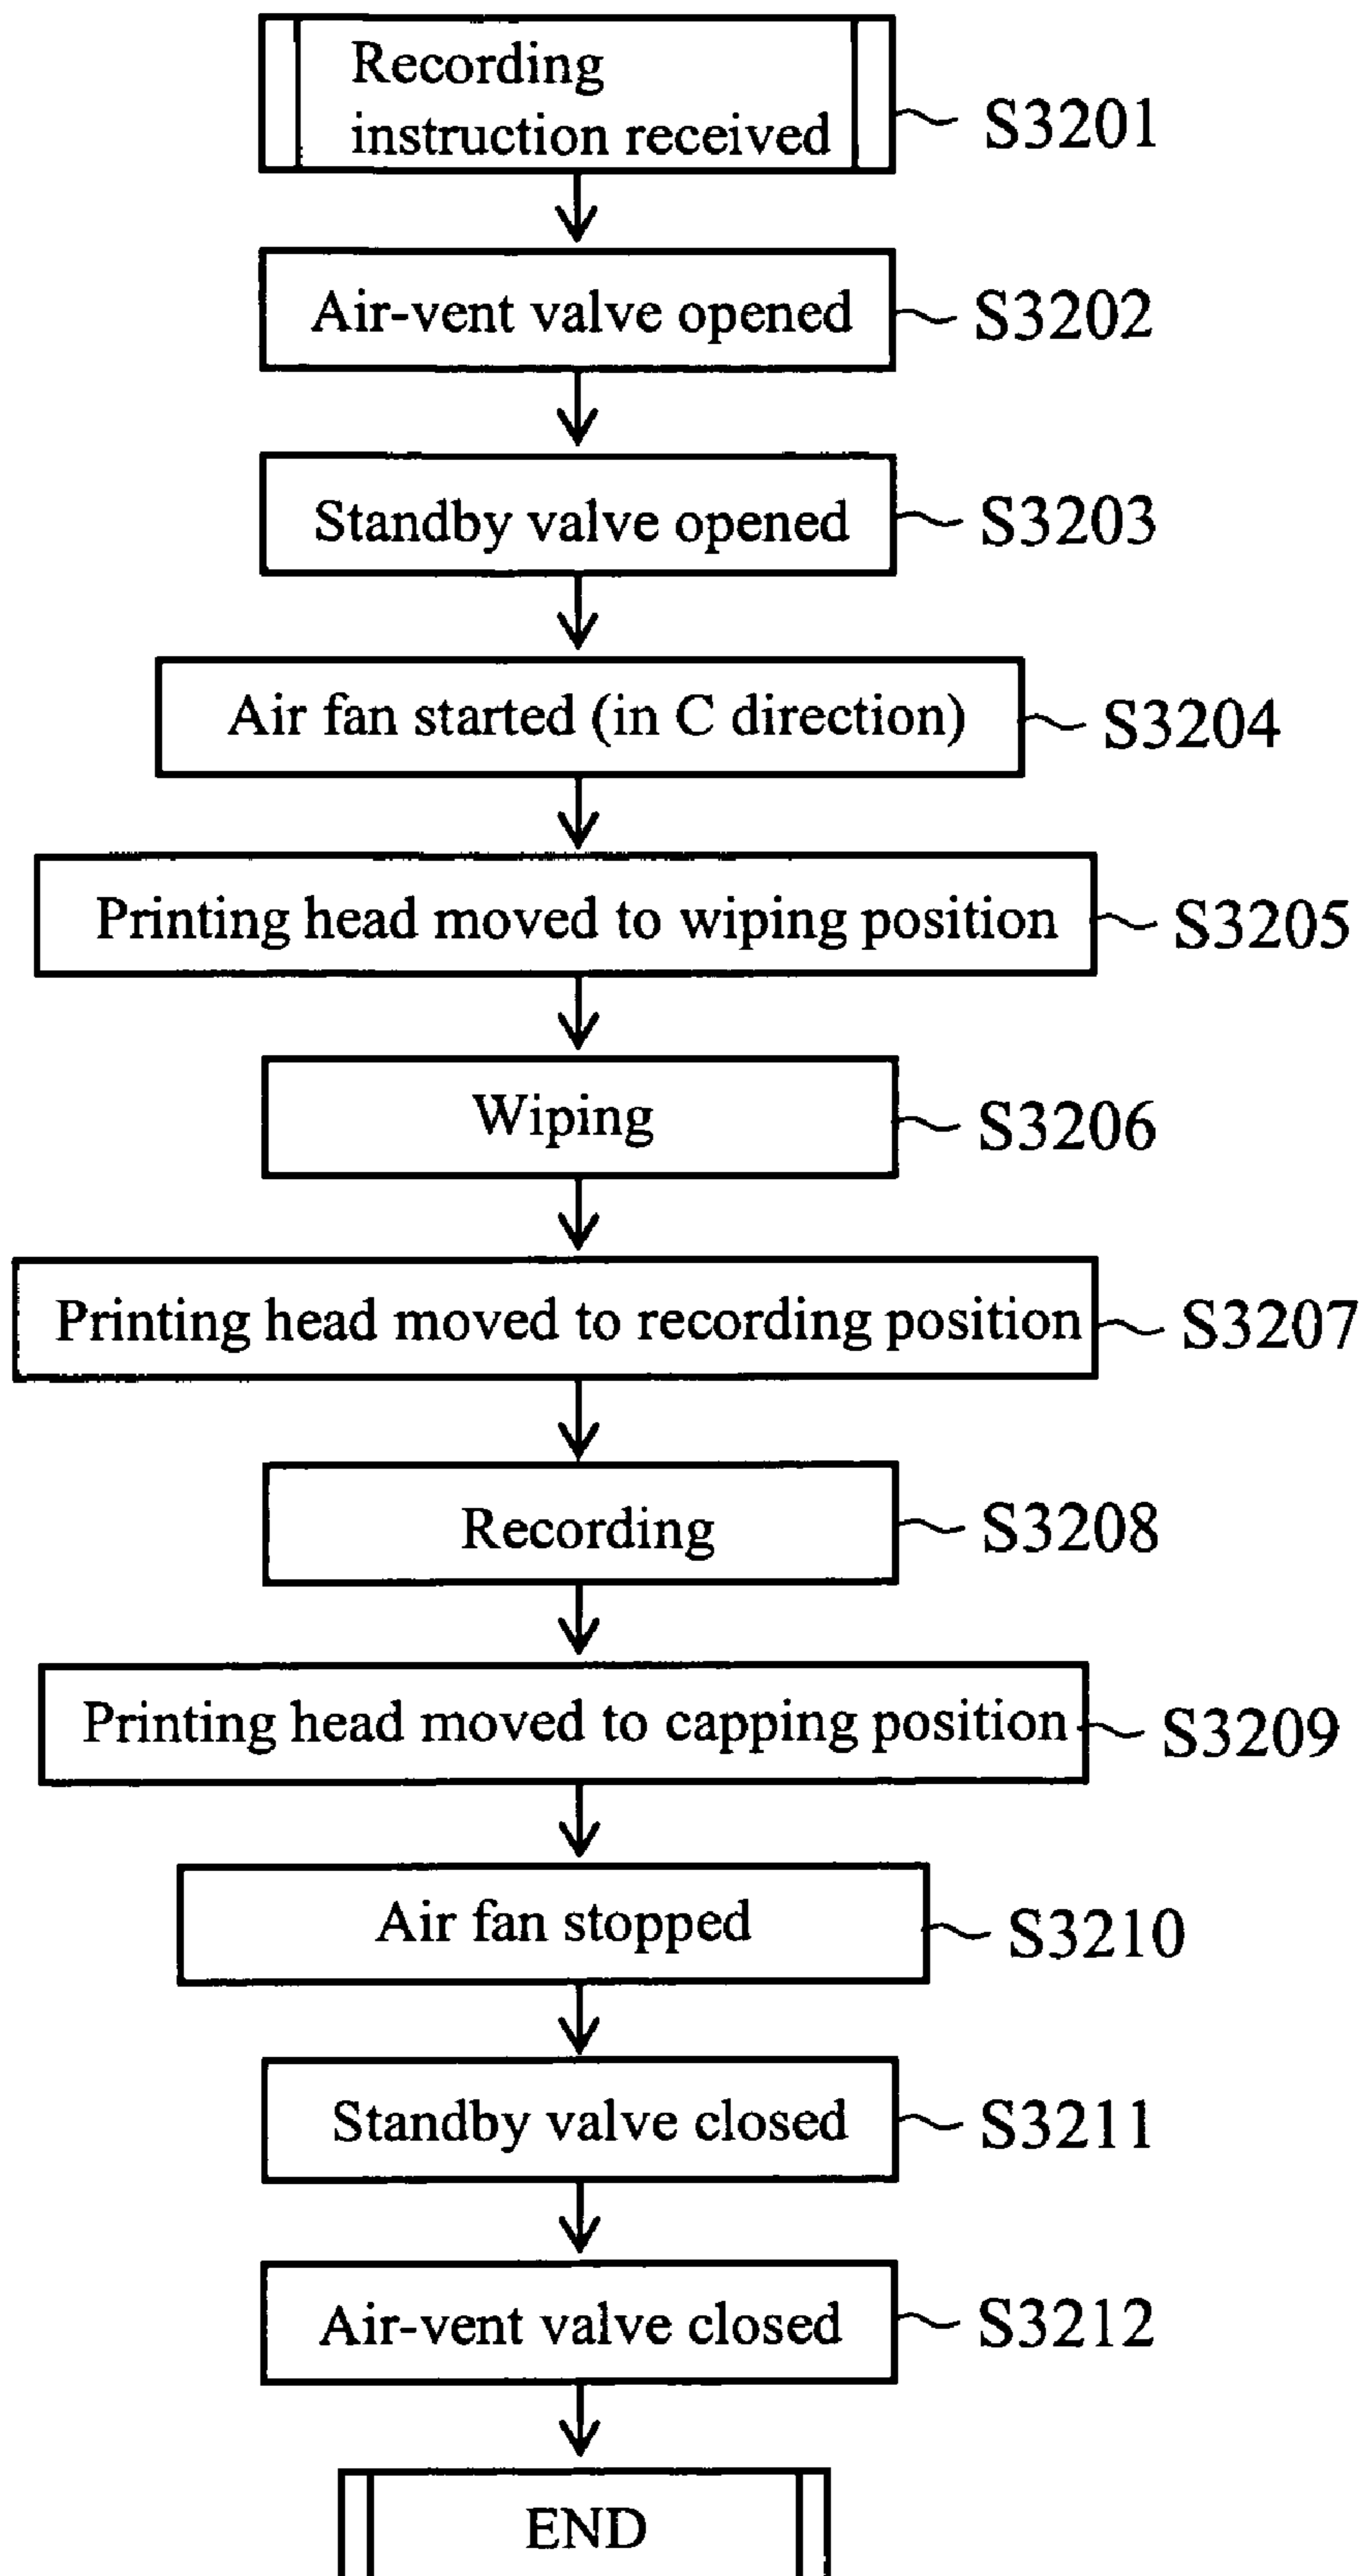 Recording
instruction received
S3201
Air-vent valve opened
S3202
Standby valve opened
S3203
Air fan started (in C direction)
S3204
Printing head moved to wiping position
S3205
Wiping
S3206
Printing head moved to recording position
S3207
Recording
S3208
Printing head moved to capping position
S3209
Air fan stopped
S3210
Standby valve closed
S3211
Air-vent valve closed
S3212
END